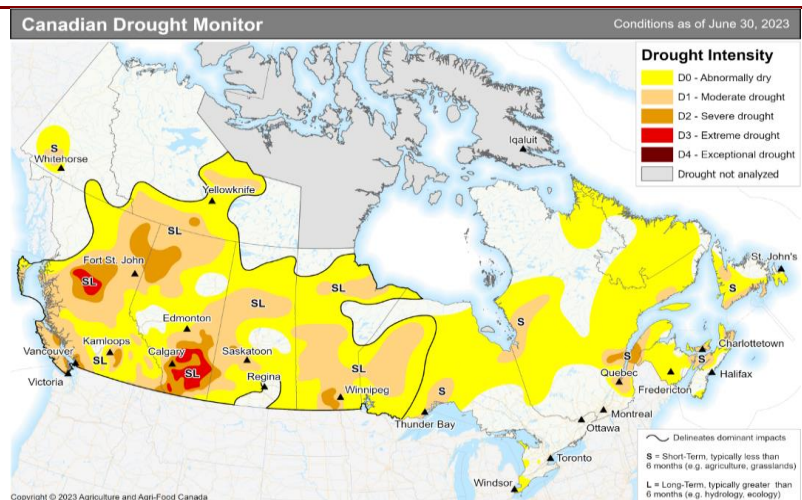 Canadian Drought Monitor
Conditions as of June 30, 2023
Drought Intensity
D0 - Abnormally dry
D1 - Moderate drought
D2 - Severe drought
D3 - Extreme drought
D4 - Exceptional drought
Drought not analyzed
Iqaluit
S
Whitehorse
Yellowknife
SL
Fort St. John
SL
St. John's
S
SL
SL
S
Edmonton
Kamloops
Vancouver
SL
Calgary
SL
Saskatoon
SL
Charlottetown
S
S
Victoria
Regina
Winnipeg
S
Quebec
Fredericton
Halifax
Thunder Bay
Montreal
Ottawa
Toronto
Windsor
Delineates dominant impacts
S = Short-Term, typically less than
6 months (e.g. agriculture, grasslands)
L = Long-Term, typically greater than
6 months (e.g. hydrology, ecology)
Copyright © 2023 Agriculture and Agri-Food Canada